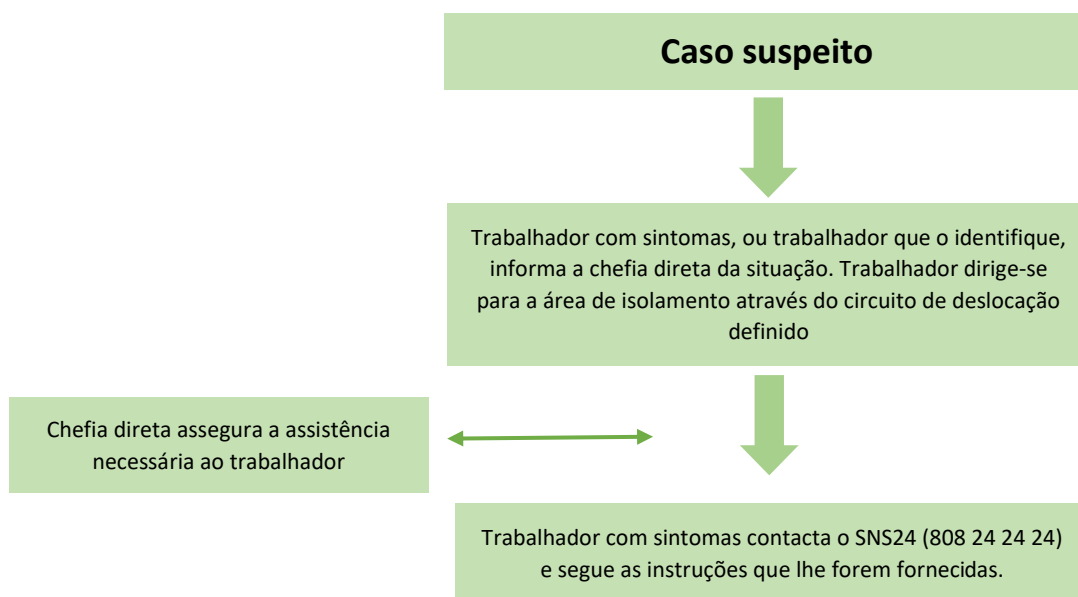 Caso suspeito
Trabalhador com sintomas, ou trabalhador que o identifique,
informa a chefia direta da situação. Trabalhador dirige-se
para a área de isolamento através do circuito de deslocação
definido
Chefia direta assegura a assistência
necessária ao trabalhador
Trabalhador com sintomas contacta o SNS24 (808 24 24 24)
e segue as instruções que lhe forem fornecidas.